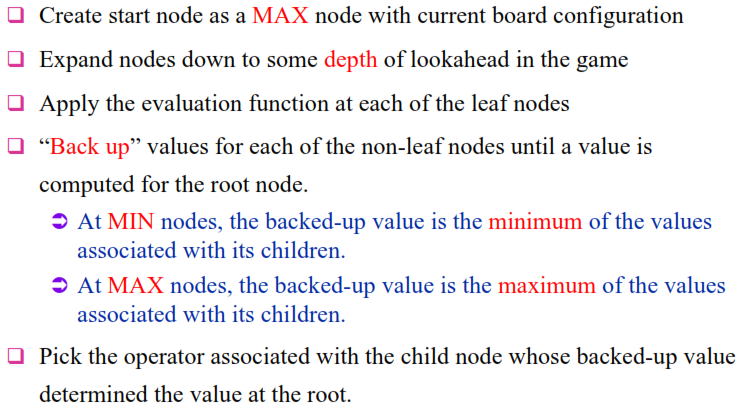 ❑ Create start node as a MAX node with current board configuration
❑ Expand nodes down to some depth of lookahead in the game
❑ Apply the evaluation function at each of the leaf nodes
❑ “Back up” values for each of the non-leaf nodes until a value is
computed for the root node.
➲ At MIN nodes, the backed-up value is the minimum of the values
associated with its children.
➲ At MAX nodes, the backed-up value is the maximum of the values
associated with its children.
❑ Pick the operator associated with the child node whose backed-up value
determined the value at the root.